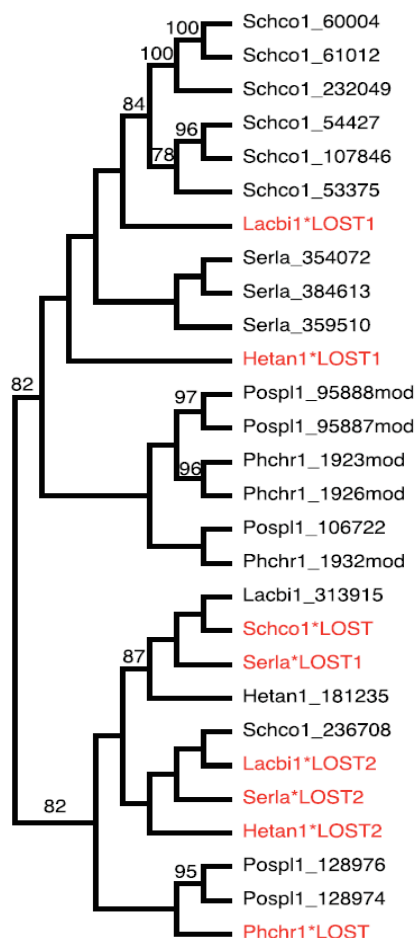 Schco1_60004
100
Schco1_61012
100
Schco1_232049
84
Schco1_54427
96
Schco1_107846
78
Schco1_53375
Lacbi1*LOST1
Serla_354072
Serla_384613
Serla_359510
Hetan1*LOST1
82
Pospl1_95888mod
97
Pospl1_95887mod
Phchr1_1923mod
96
Phchr1_1926mod
Pospl1_106722
Phchr1_1932mod
Lacbi1_313915
Schco1*LOST
87
Serla*LOST1
Hetan1_181235
Schco1_236708
Lacbi1*LOST2
Serla*LOST2
82
Hetan1*LOST2
Pospl1_128976
95
Pospl1_128974
Phchr1*LOST